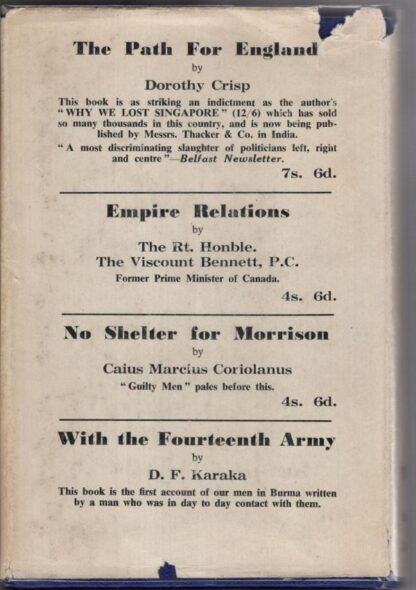 The Path For England
by
Dorothy Crisp
This book is as striking an indictment as the author's
"WHY WE LOST SINGAPORE" (12/6) which has sold
so many thousands in this country, and is now being pub-
lished by Messrs. Thacker & Co. in India.
"A most discriminating slaughter of politicians left, right
and centre"—Belfast Newsletter.
7s. 6d.
Empire Relations
by
The Rt. Honble.
The Viscount Bennett, P.C.
Former Prime Minister of Canada.
4s. 6d.
No Shelter for Morrison
by
Caius Marcius Coriolanus
"Guilty Men" pales before this.
4s. 6d.
With the Fourteenth Army
by
D. F. Karaka
This book is the first account of our men in Burma written
by a man who was in day to day contact with them.